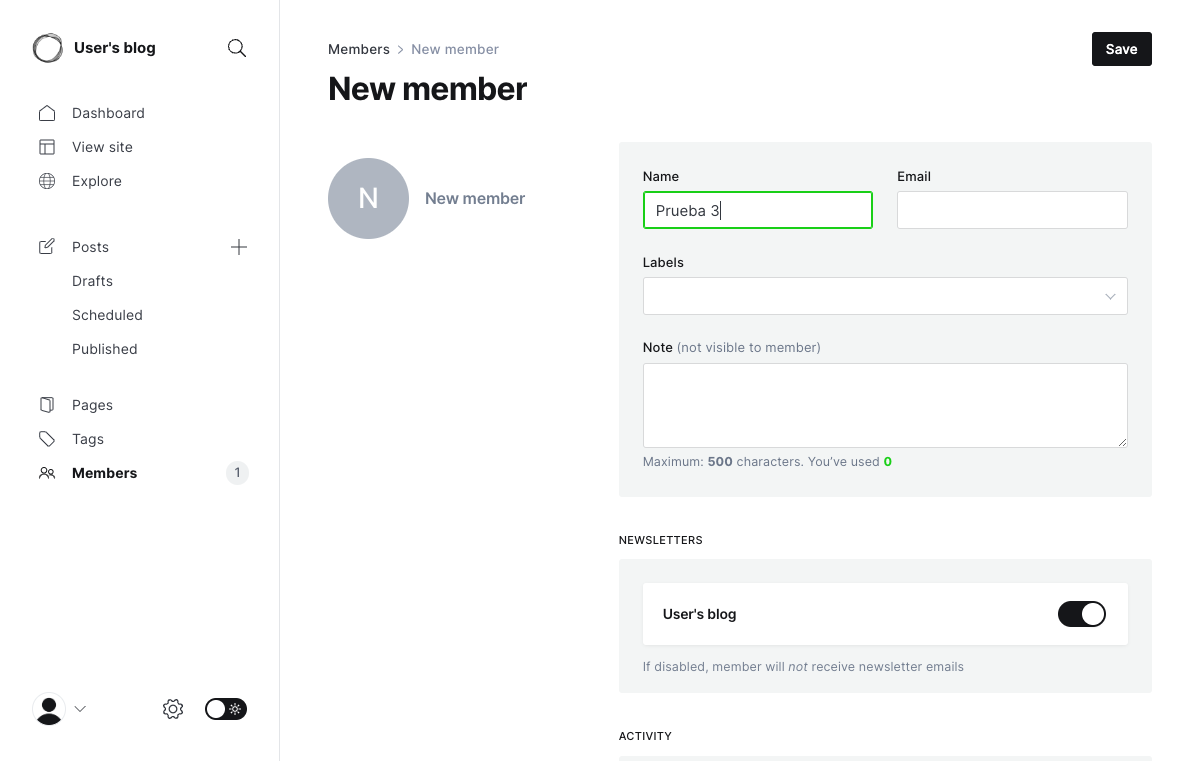 User's blog
Dashboard
View site
Explore
Posts
Drafts
Scheduled
Published
Pages
Tags
Members
1
Members > New member
Save
New member
N
New member
Name
Email
Prueba 3
Labels
Note (not visible to member)
Maximum: 500 characters. You’ve used 0
NEWSLETTERS
User's blog
If disabled, member will not receive newsletter emails
ACTIVITY